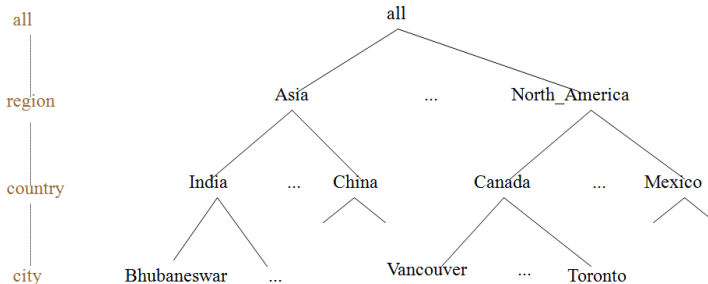 all
all
region
Asia
...
North_America
country
India
...
China
Canada
...
Mexico
city
Bhubaneswar
...
Vancouver
...
Toronto